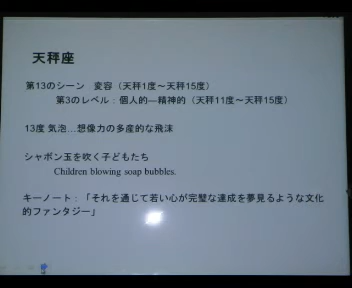 天秤座
第13のシーン　変容（天秤1度〜天秤15度）
第3のレベル：個人的―精神的（天秤11度〜天秤15度）
13度 気泡…想像力の多産的な飛沫
シャボン玉を吹く子どもたち
Children blowing soap bubbles.
キーノート：「それを通じて若い心が完璧な達成を夢見るような文化
的ファンタジー」